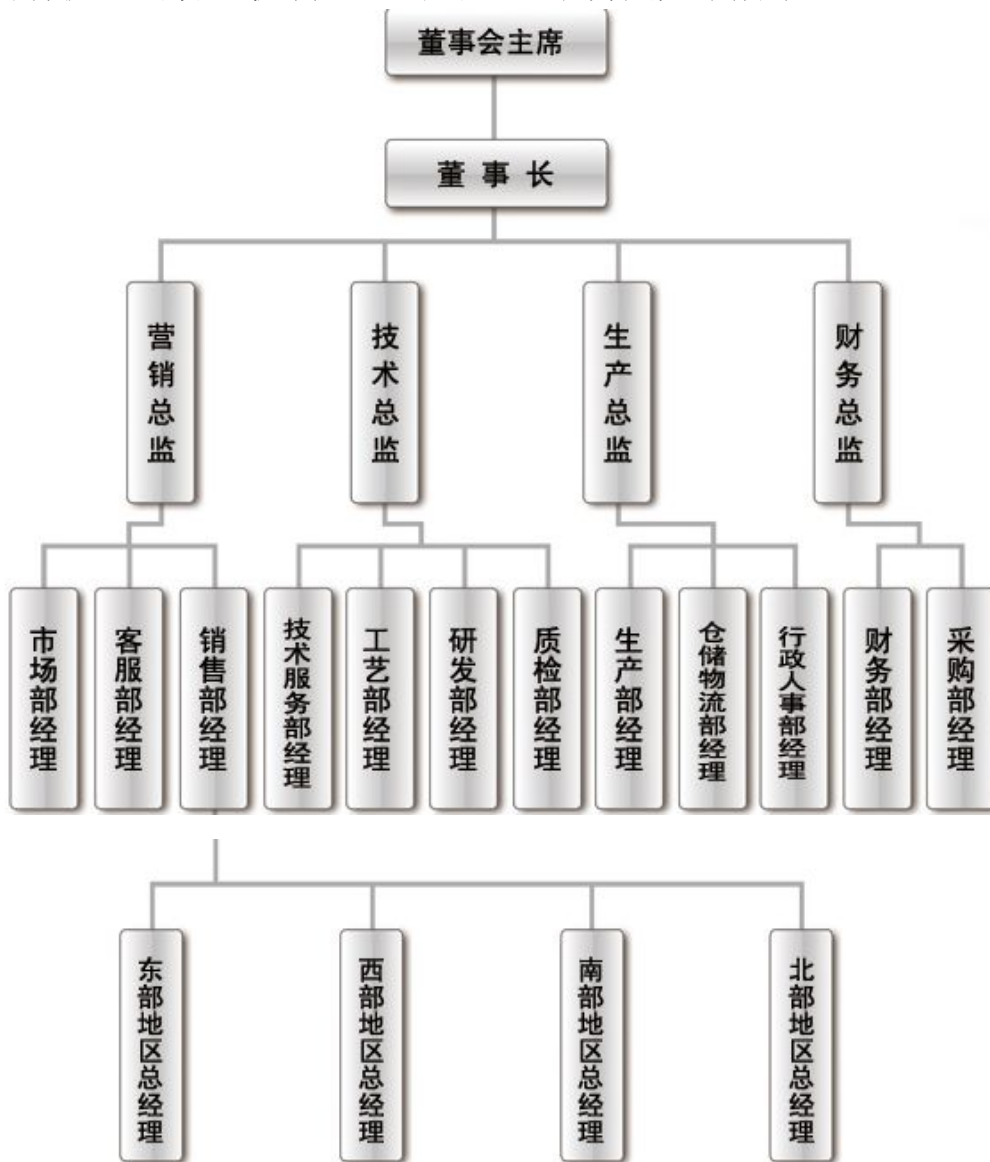 董事会主席
董事长
营销总监
技术总监
生产总监
财务总监
市场部经理
客服部经理
销售部经理
技术服务部经理
工艺部经理
研发部经理
质检部经理
生产部经理
仓储物流部经理
行政人事部经理
财务部经理
采购部经理
东部地区总经理
西部地区总经理
南部地区总经理
北部地区总经理